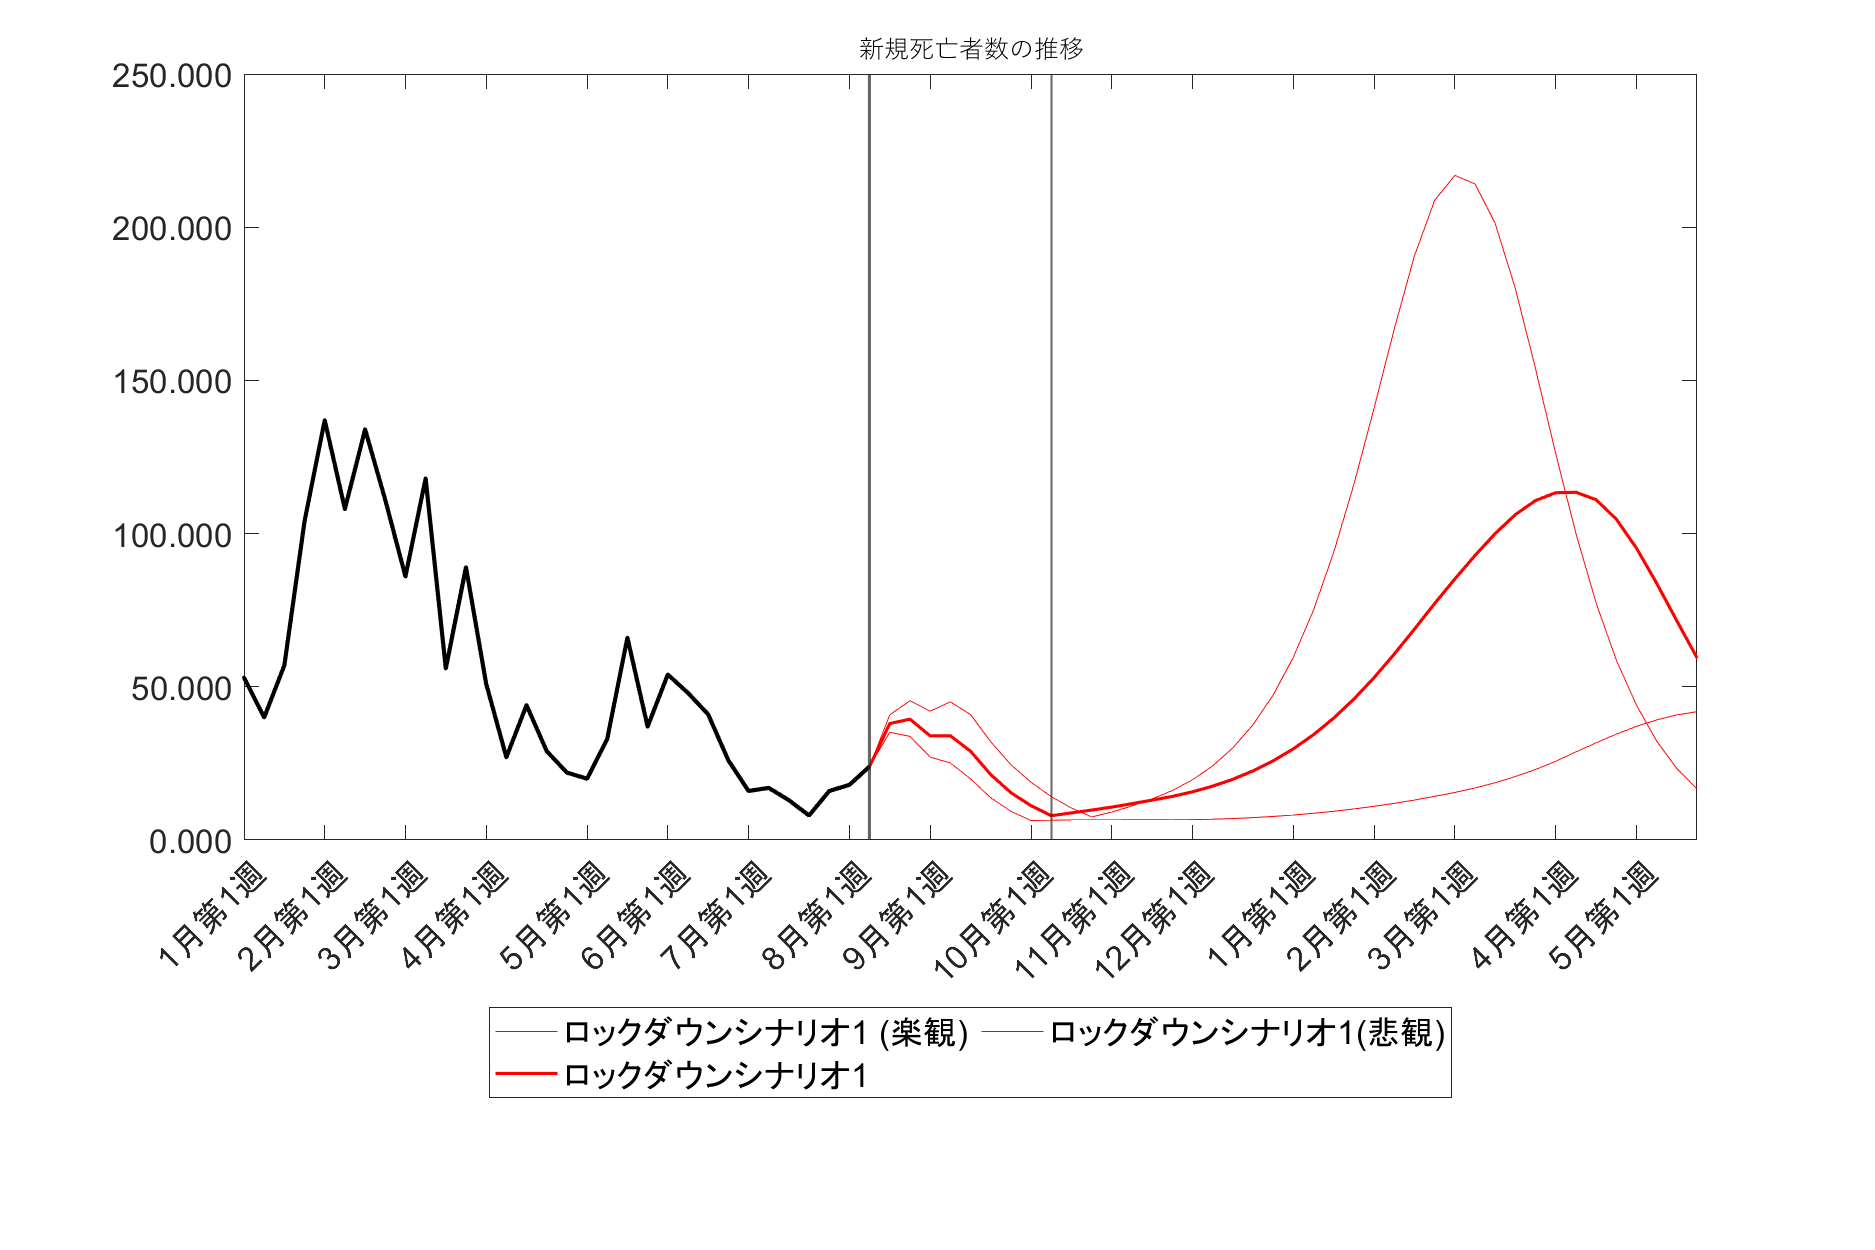 新規死亡者数の推移
250.000
200.000
150.000
100.000
50.000
0.000
1月第1週
2月第1週
3月第1週
4月第1週
5月第1週
6月第1週
7月第1週
8月第1週
9月第1週
10月第1週
11月第1週
12月第1週
1月第1週
2月第1週
3月第1週
4月第1週
5月第1週
ロックダウンシナリオ1 (楽観) ロックダウンシナリオ1(悲観)
ロックダウンシナリオ1